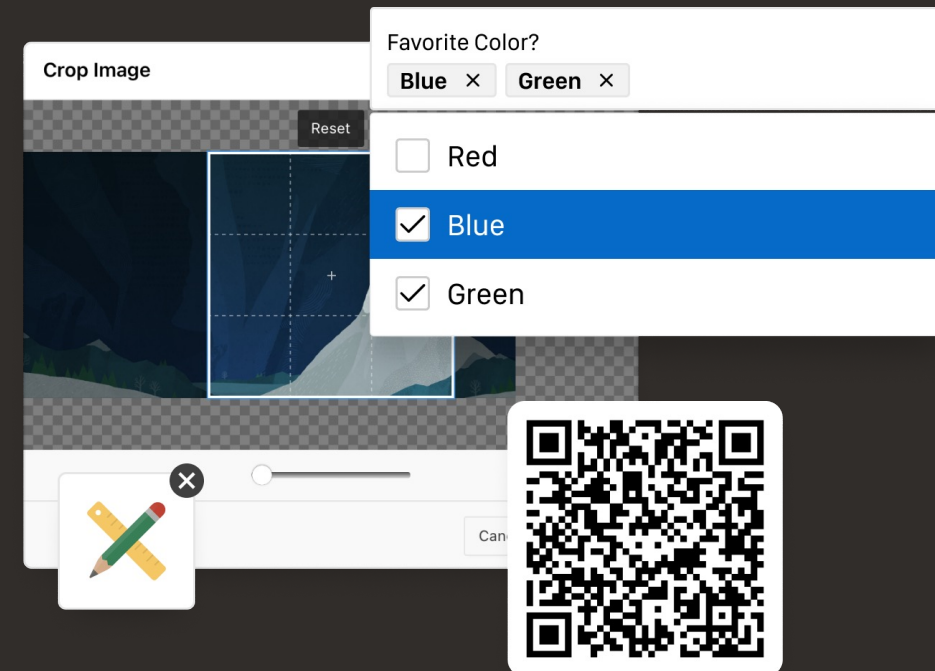 Crop Image
Reset
Favorite Color?
Blue ×
Green ×
Red
Blue
Green